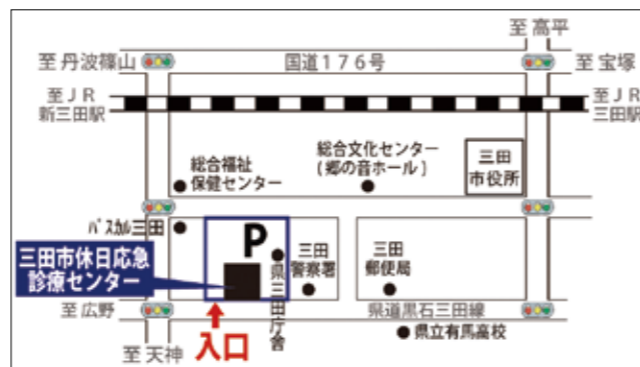 至 高平
至 丹波篠山
国道176号
至 宝塚
至JR
新三田駅
至JR
三田駅
総合福祉
保健センター
総合文化センター
(郷の音ホール)
三田
市役所
パスカル三田
P
三田市休日応急
診療センター
県三田庁舎
三田
警察署
三田
郵便局
至 広野
県道黒石三田線
入口
県立有馬高校
至 天神